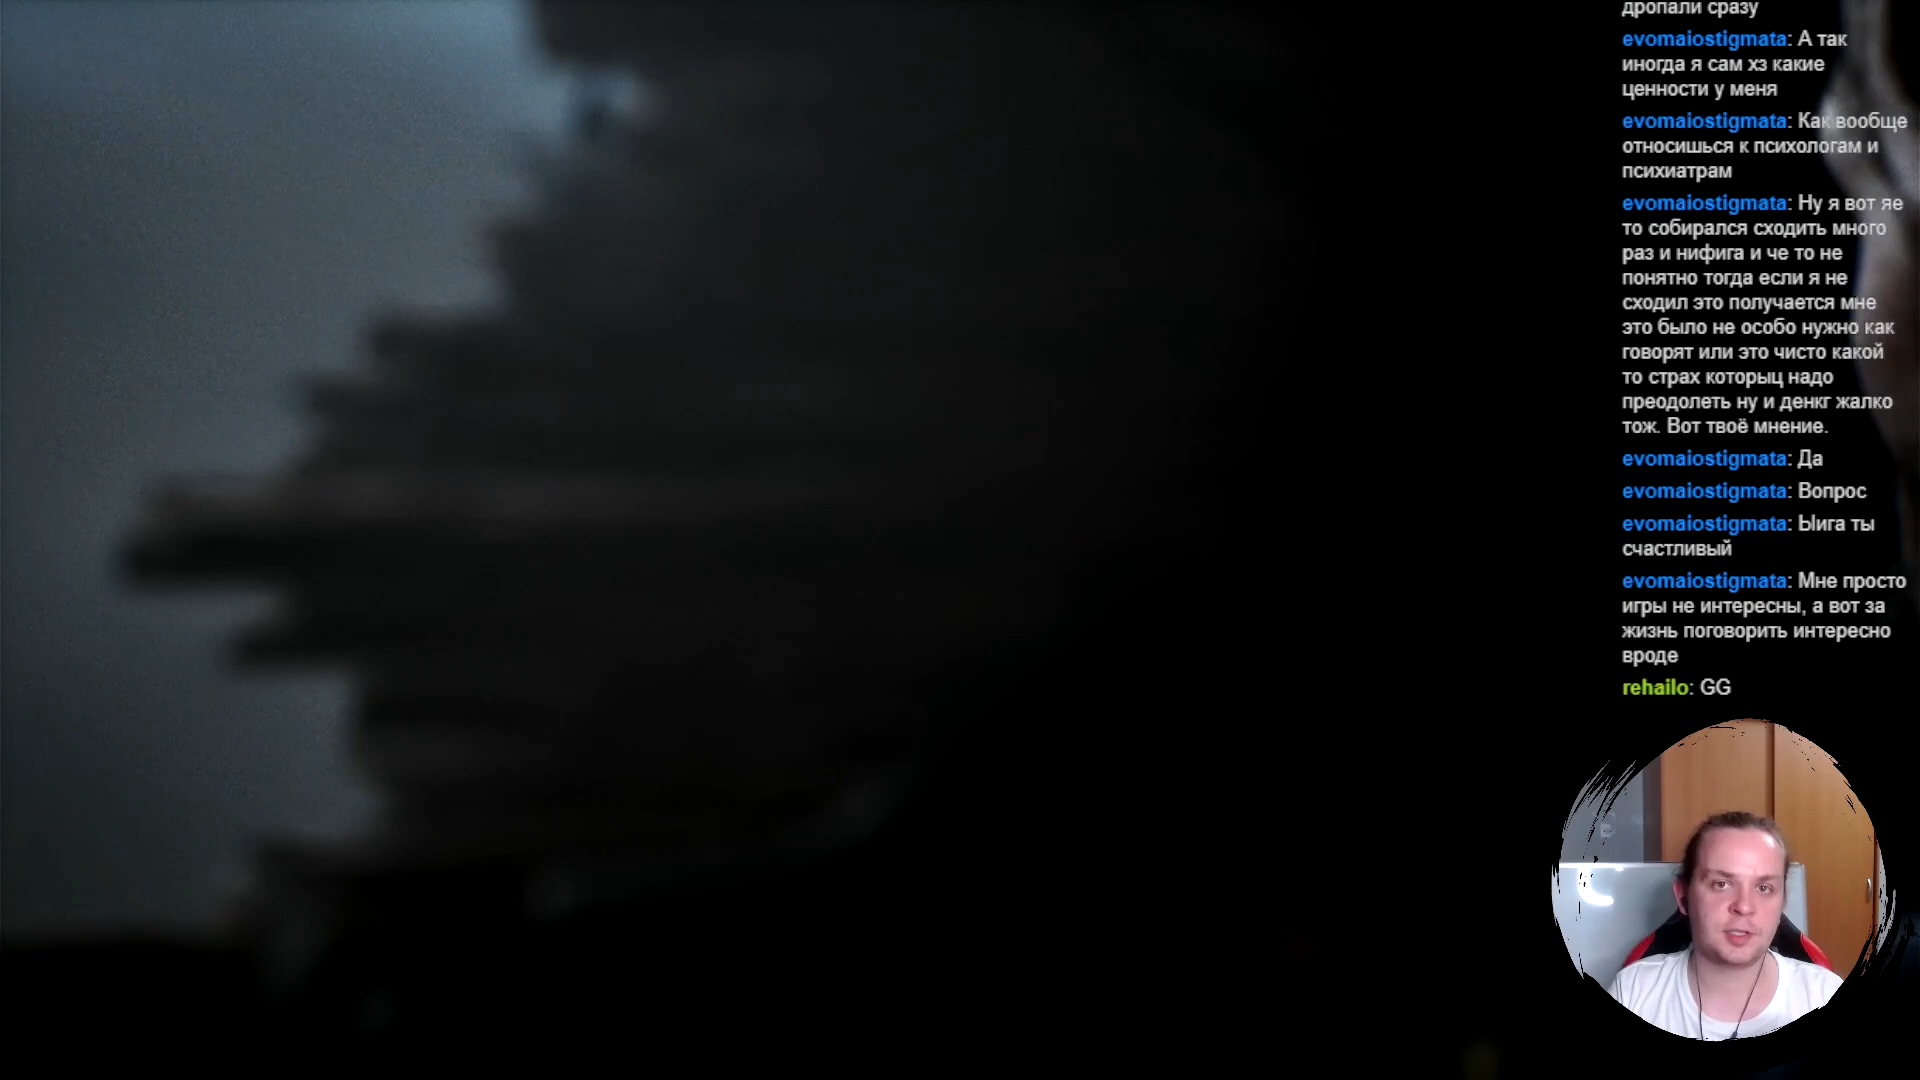 дропали сразу
evomaiostigmata: А так
иногда я сам хз какие
ценности у меня
evomaiostigmata: Как вообще
относишься к психологам и
психиатрам
evomaiostigmata: Ну я вот яе
то собирался сходить много
раз и нифига и че то не
понятно тогда если я не
сходил это получается мне
это было не особо нужно как
говорят или это чисто какой
то страх которыц надо
преодолеть ну и денкг жалко
тож. Вот твоё мнение.
evomaiostigmata: Да
evomaiostigmata: Вопрос
evomaiostigmata: Ыига ты
счастливый
evomaiostigmata: Мне просто
игры не интересны, а вот за
жизнь поговорить интересно
вроде
rehailo: GG